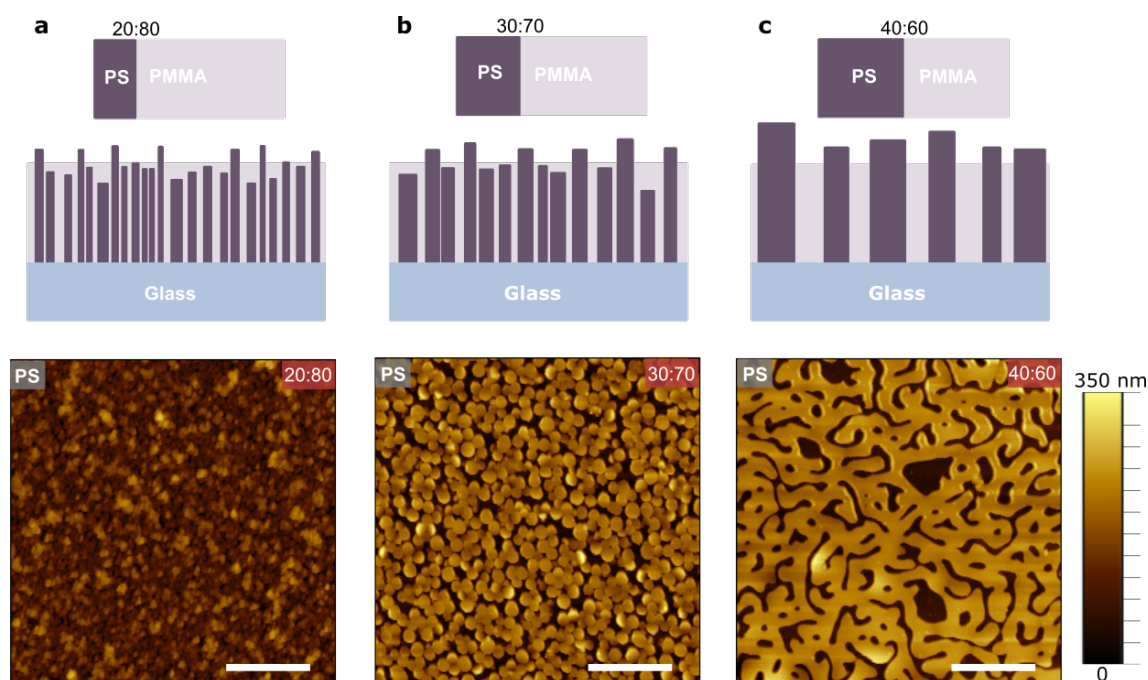 a
20:80
PS PMMA
Glass
b
30:70
PS PMMA
Glass
c
40:60
PS PMMA
Glass
PS 20:80
PS 30:70
PS 40:60
350 nm
0